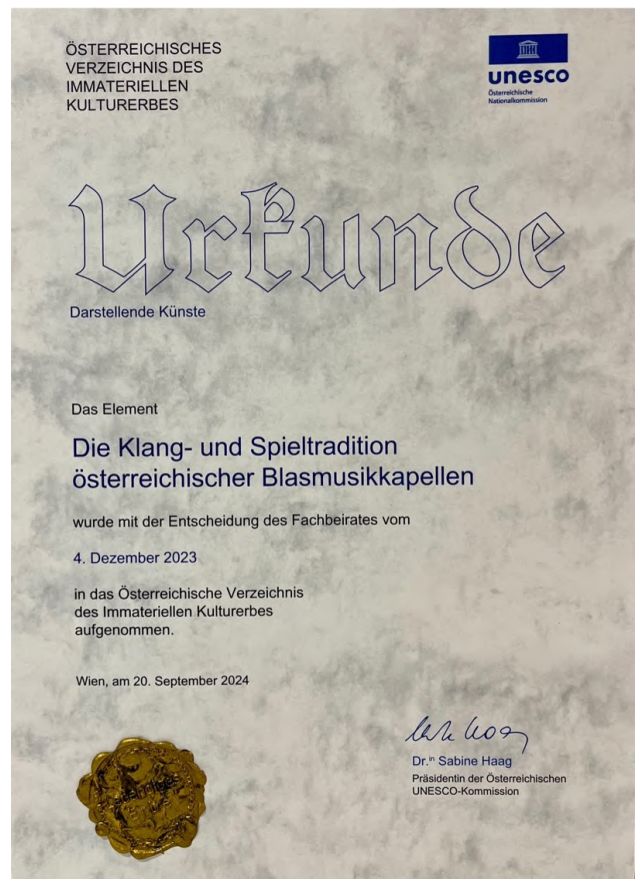 ÖSTERREICHISCHES
VERZEICHNIS DES
IMMATERIELLEN
KULTURERBES
unesco
Österreichische
Nationalkommission
Urkunde
Darstellende Künste
Das Element
Die Klang- und Spieltradition
österreichischer Blasmusikkapellen
wurde mit der Entscheidung des Fachbeirates vom
4. Dezember 2023
in das Österreichische Verzeichnis
des Immateriellen Kulturerbes
aufgenommen.
Wien, am 20. September 2024
Dr.ⁱⁿ Sabine Haag
Präsidentin der Österreichischen
UNESCO-Kommission